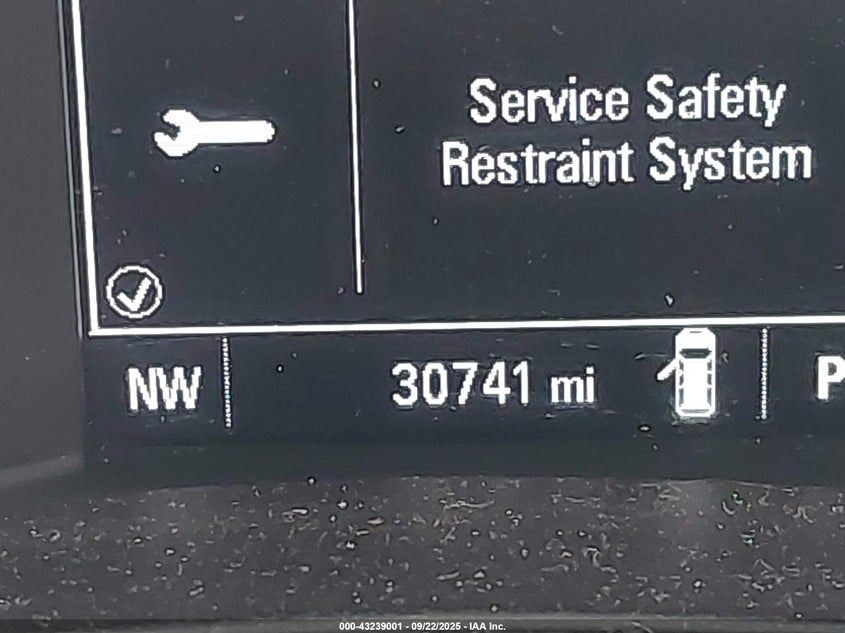 Service Safety
Restraint System
NW 30741 mi P
000-43239001 - 09/22/2025 - IAA Inc.